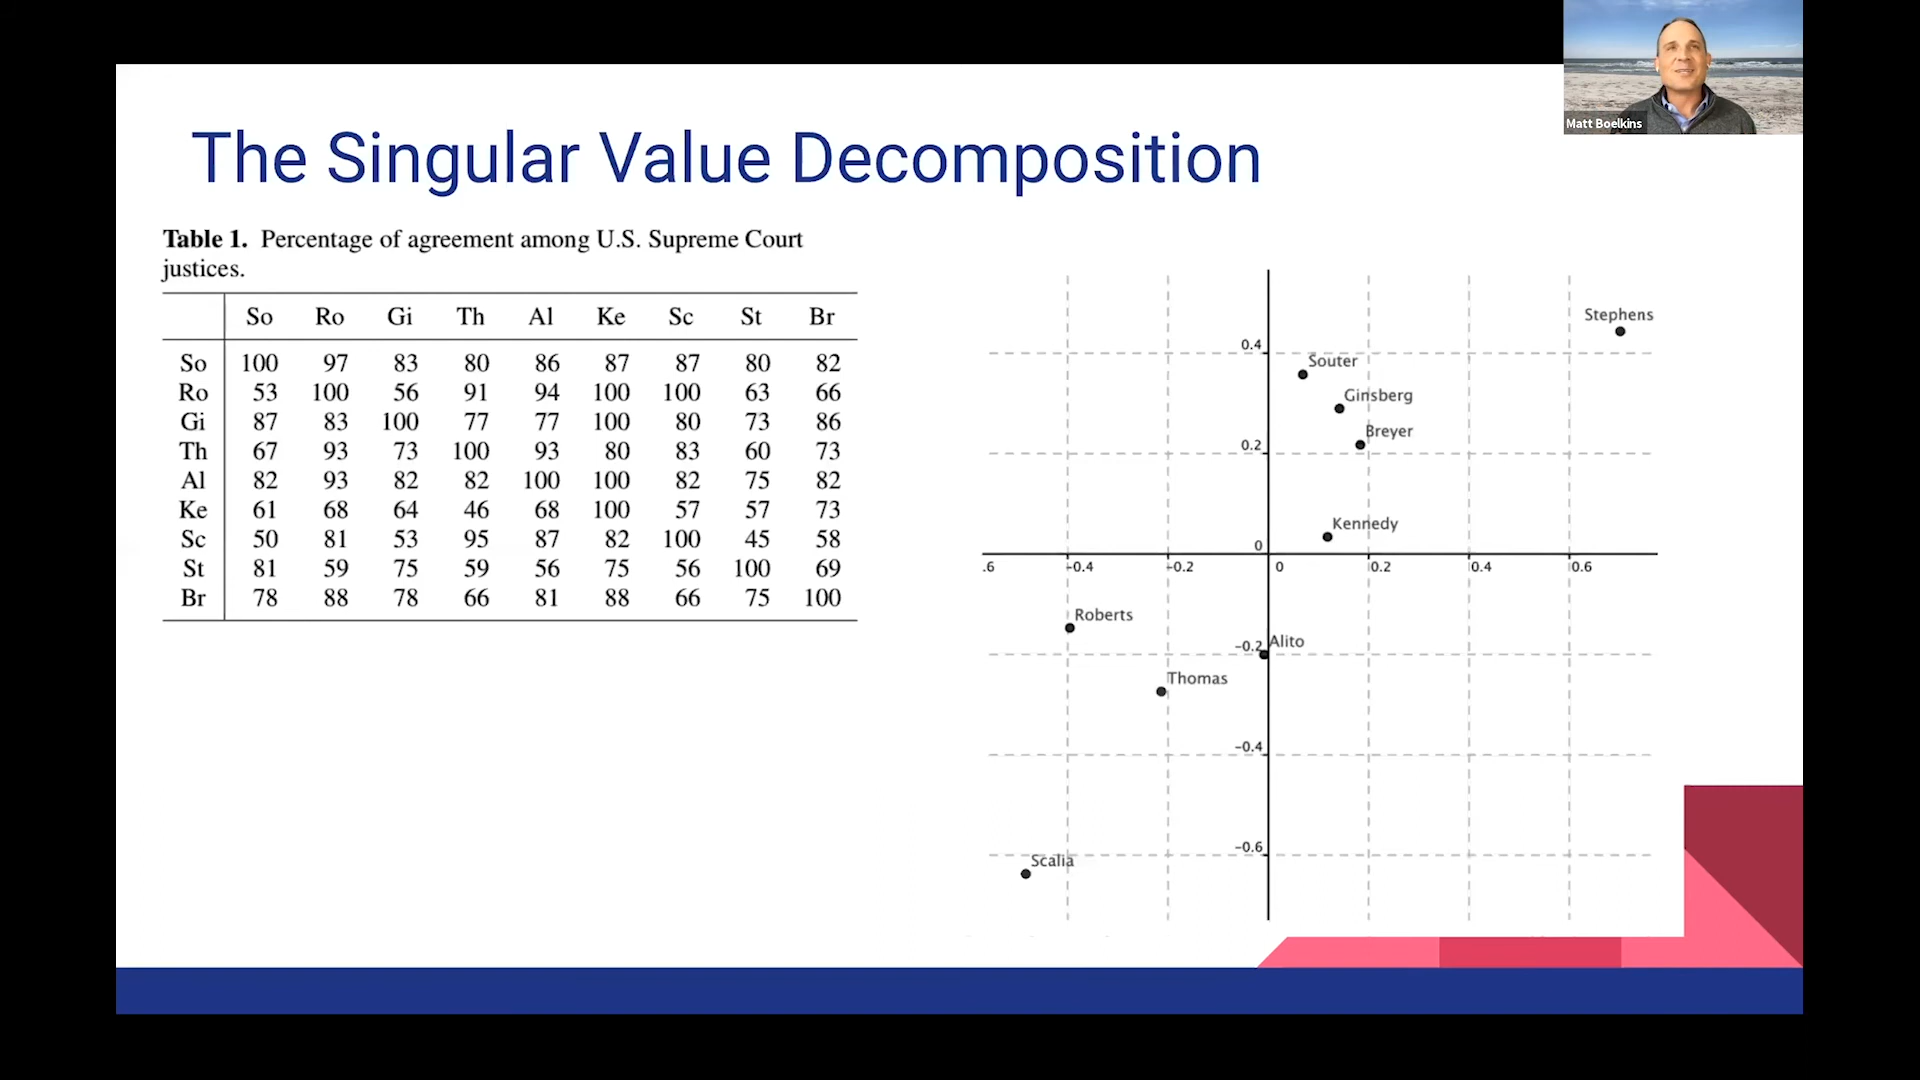 Matt Boelkins
The Singular Value Decomposition
Table 1. Percentage of agreement among U.S. Supreme Court
justices.
So Ro Gi Th Al Ke Sc St Br
So 100 97 83 80 86 87 87 80 82
Ro 53 100 56 91 94 100 100 63 66
Gi 87 83 100 77 77 100 80 73 86
Th 67 93 73 100 93 80 83 60 73
Al 82 93 82 82 100 100 82 75 82
Ke 61 68 64 46 68 100 57 57 73
Sc 50 81 53 95 87 82 100 45 58
St 81 59 75 59 56 75 56 100 69
Br 78 88 78 66 81 88 66 75 100
Stephens
0.4
Souter
Ginsberg
Breyer
0.2
Kennedy
0
.6 -0.4 -0.2 0 0.2 0.4 0.6
Roberts
-0.2 Alito
Thomas
-0.4
-0.6
Scalia